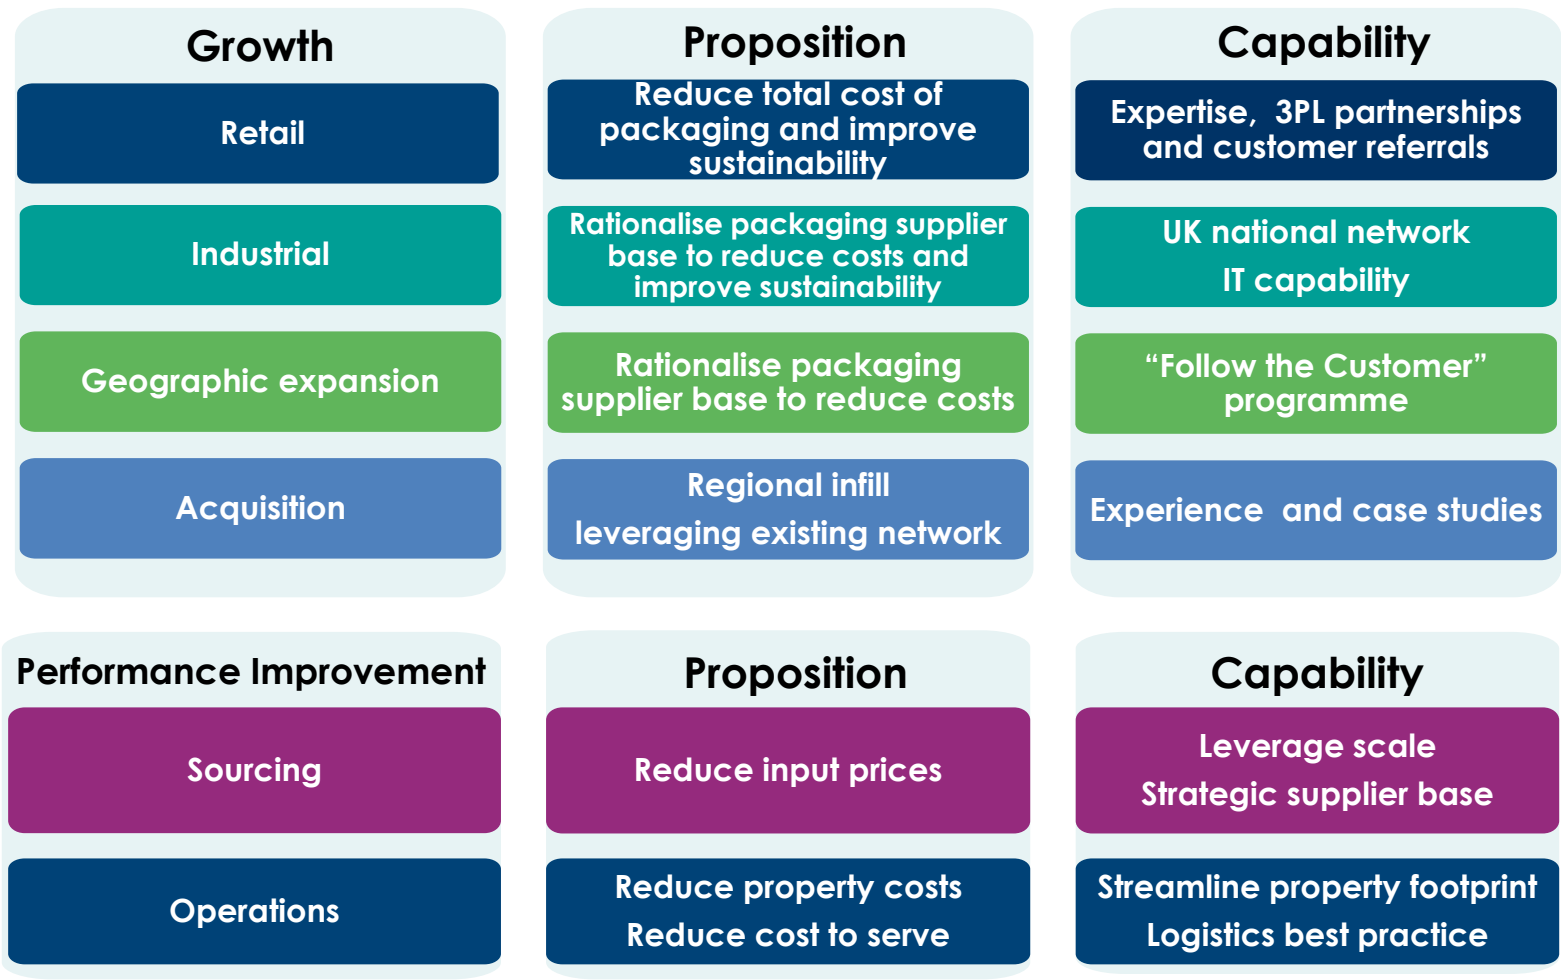 Growth
Proposition
Capability
Retail
Reduce total cost of
packaging and improve
sustainability
Expertise,  3PL partnerships
and customer referrals
Industrial
Rationalise packaging supplier
base to reduce costs and
improve sustainability
UK national network
IT capability
Geographic expansion
Rationalise packaging
supplier base to reduce costs
“Follow the Customer”
programme
Acquisition
Regional infill
leveraging existing network
Experience  and case studies
Performance Improvement
Proposition
Capability
Sourcing
Reduce input prices
Leverage scale
Strategic supplier base
Operations
Reduce property costs
Reduce cost to serve
Streamline property footprint
Logistics best practice